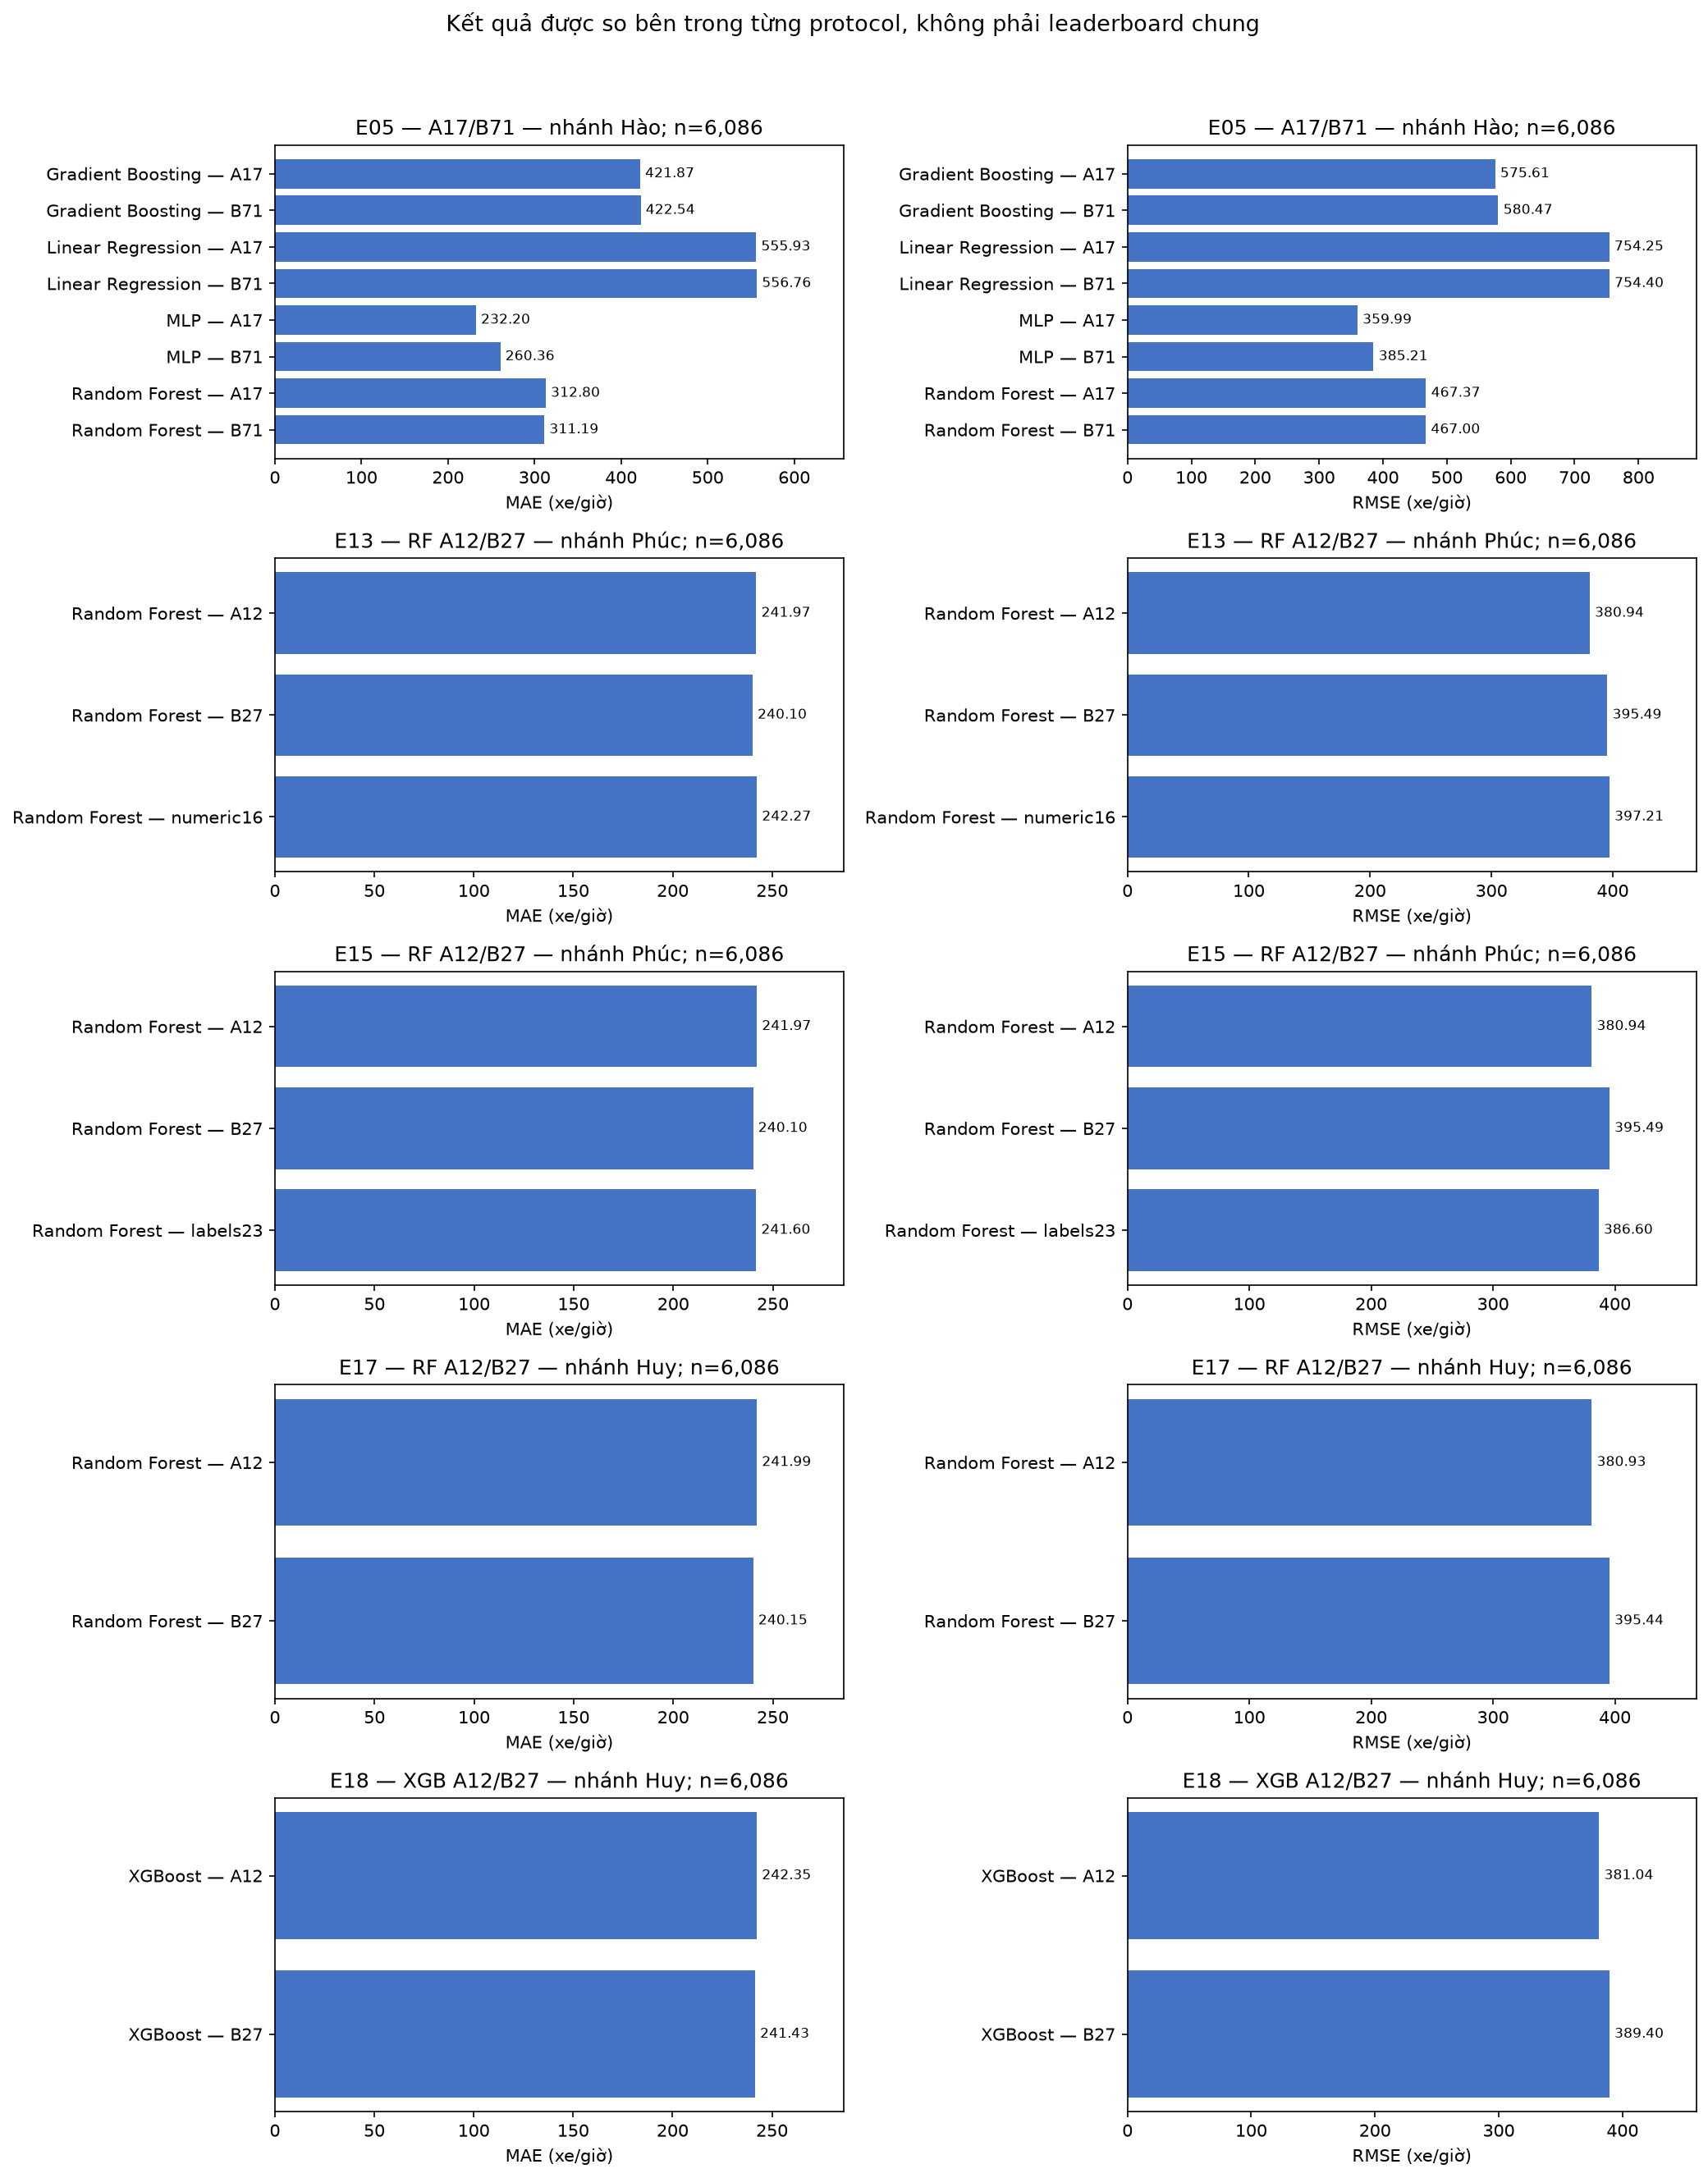 Kết quả được so bên trong từng protocol, không phải leaderboard chung
E05 — A17/B71 — nhánh Hào; n=6,086
Gradient Boosting — A17
421.87
Gradient Boosting — B71
422.54
Linear Regression — A17
555.93
Linear Regression — B71
556.76
MLP — A17
232.20
MLP — B71
260.36
Random Forest — A17
312.80
Random Forest — B71
311.19
0 100 200 300 400 500 600
MAE (xe/giờ)
E05 — A17/B71 — nhánh Hào; n=6,086
Gradient Boosting — A17
575.61
Gradient Boosting — B71
580.47
Linear Regression — A17
754.25
Linear Regression — B71
754.40
MLP — A17
359.99
MLP — B71
385.21
Random Forest — A17
467.37
Random Forest — B71
467.00
0 100 200 300 400 500 600 700 800
RMSE (xe/giờ)
E13 — RF A12/B27 — nhánh Phúc; n=6,086
Random Forest — A12
241.97
Random Forest — B27
240.10
Random Forest — numeric16
242.27
0 50 100 150 200 250
MAE (xe/giờ)
E13 — RF A12/B27 — nhánh Phúc; n=6,086
Random Forest — A12
380.94
Random Forest — B27
395.49
Random Forest — numeric16
397.21
0 100 200 300 400
RMSE (xe/giờ)
E15 — RF A12/B27 — nhánh Phúc; n=6,086
Random Forest — A12
241.97
Random Forest — B27
240.10
Random Forest — labels23
241.60
0 50 100 150 200 250
MAE (xe/giờ)
E15 — RF A12/B27 — nhánh Phúc; n=6,086
Random Forest — A12
380.94
Random Forest — B27
395.49
Random Forest — labels23
386.60
0 100 200 300 400
RMSE (xe/giờ)
E17 — RF A12/B27 — nhánh Huy; n=6,086
Random Forest — A12
241.99
Random Forest — B27
240.15
0 50 100 150 200 250
MAE (xe/giờ)
E17 — RF A12/B27 — nhánh Huy; n=6,086
Random Forest — A12
380.93
Random Forest — B27
395.44
0 100 200 300 400
RMSE (xe/giờ)
E18 — XGB A12/B27 — nhánh Huy; n=6,086
XGBoost — A12
242.35
XGBoost — B27
241.43
0 50 100 150 200 250
MAE (xe/giờ)
E18 — XGB A12/B27 — nhánh Huy; n=6,086
XGBoost — A12
381.04
XGBoost — B27
389.40
0 100 200 300 400
RMSE (xe/giờ)